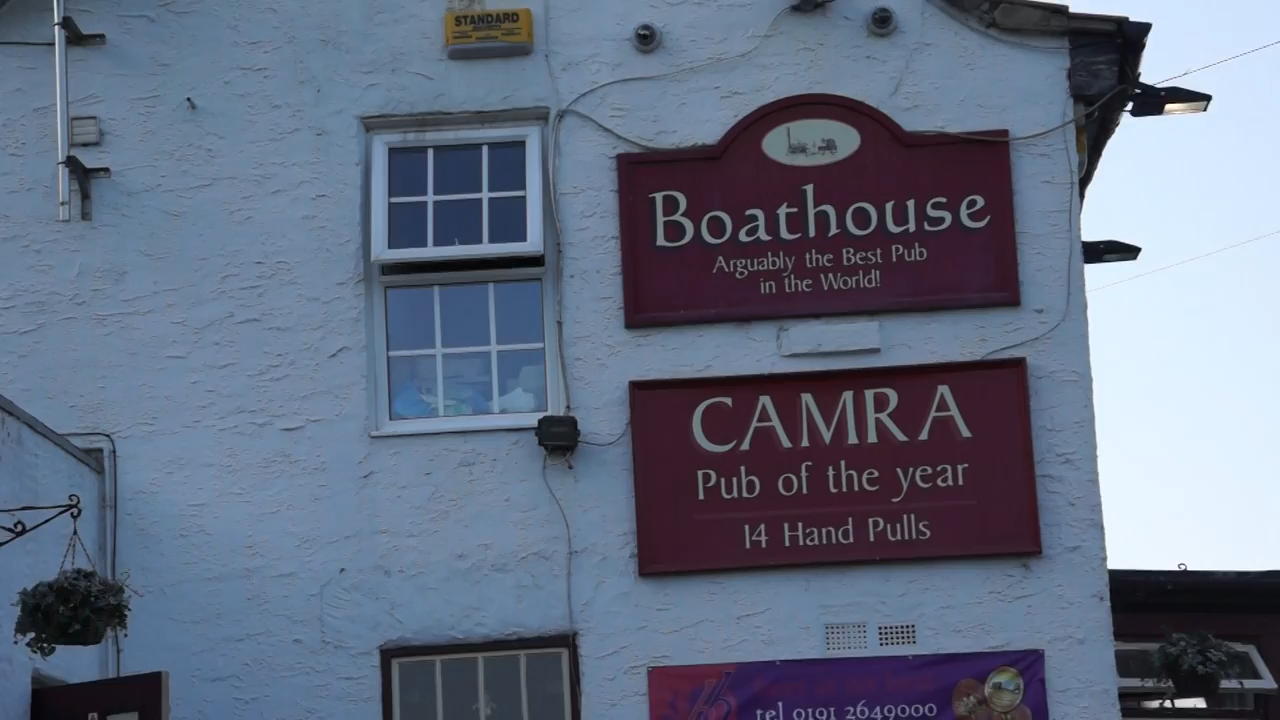 STANDARD
Boathouse
Arguably the Best Pub
in the World!
CAMRA
Pub of the year
14 Hand Pulls
tel 0191 2649000